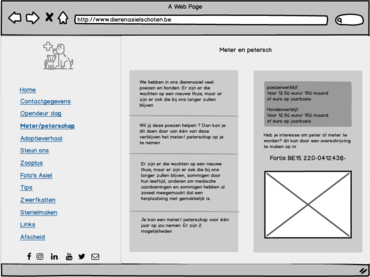 A Web Page
http://www.dierenasielschoten.be
Meter en petersch
Home
Contactgegevens
Opendeur dag
Meter/peterschap
Adoptieverhaal
Steun ons
Zooplus
Foto's Asiel
Tips
Zwerfkatten
Sterielmaken
Links
Afscheid
We hebben in ons dierenasiel veel
poezen en honden. Er zijn er die
wachten op een nieuwe thuis, maar er
zijn er ook die bij ons langer zullen
blijven
Wil jij deze poezen helpen ? Dan kan je
dit doen door van één van deze
verblijven het meter/peterschap op je
te nemen
Er zijn er die wachten op een nieuwe
thuis, maar er zijn er ook die bij ons
langer zullen blijven, sommigen door
hun leeftijd, anderen om medische
aandoeningen en sommigen hebben al
zoveel meegemaakt dat een
herplaatsing niet gemakkelijk is
Je kan een meter/ peterschap voor één
jaar op jou nemen. Er zijn 2
mogelijkheden
poezenverblijf:
Voor 12,50 euro/ 150 maand
of euro op jaarbasis
Hondenverblijf:
Voor 12,50 euro/ 150 maand
of euro op jaarbasis
Heb je interesse om peter of meter te
worden? dit kan door een overschrijving
te maken op nr
Fortis BE15 220-0412438-